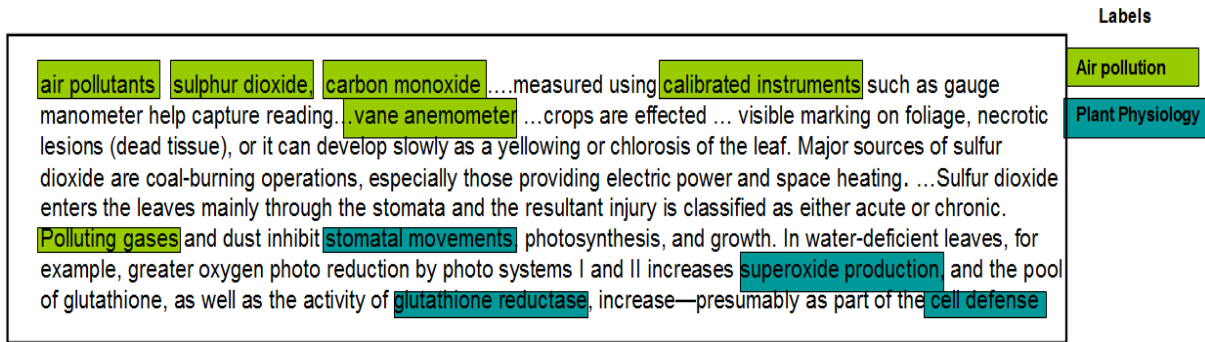 Labels
air pollutants sulphur dioxide, carbon monoxide ....measured using calibrated instruments such as gauge
Air pollution
manometer help capture reading...vane anemometer ...crops are effected ... visible marking on foliage, necrotic
Plant Physiology
lesions (dead tissue), or it can develop slowly as a yellowing or chlorosis of the leaf. Major sources of sulfur
dioxide are coal-burning operations, especially those providing electric power and space heating. ...Sulfur dioxide
enters the leaves mainly through the stomata and the resultant injury is classified as either acute or chronic.
Polluting gases and dust inhibit stomatal movements, photosynthesis, and growth. In water-deficient leaves, for
example, greater oxygen photo reduction by photo systems I and II increases superoxide production, and the pool
of glutathione, as well as the activity of glutathione reductase, increase—presumably as part of the cell defense